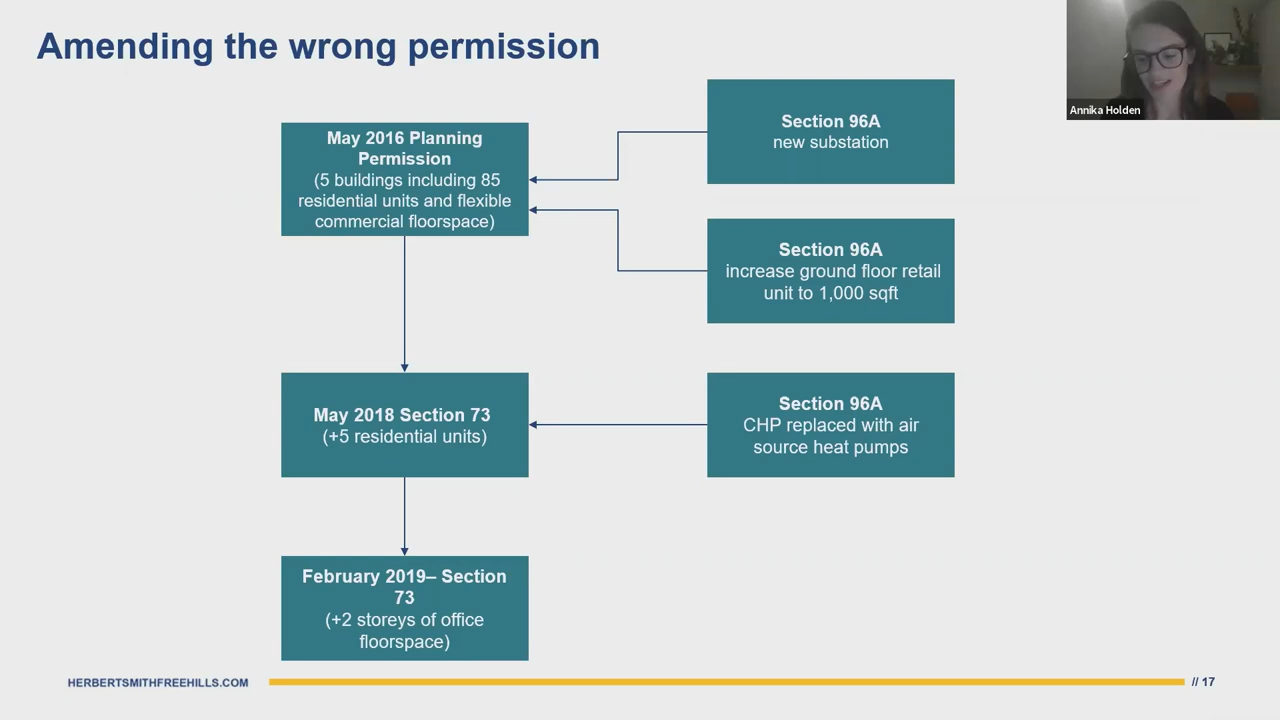 Amending the wrong permission
Annika Holden
May 2016 Planning
Permission
(5 buildings including 85
residential units and flexible
commercial floorspace)
Section 96A
new substation
Section 96A
increase ground floor retail
unit to 1,000 sqft
May 2018 Section 73
(+5 residential units)
Section 96A
CHP replaced with air
source heat pumps
February 2019– Section
73
(+2 storeys of office
floorspace)
HERBERTSMITHFREEHILLS.COM
// 17